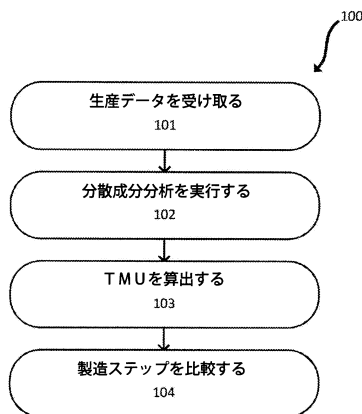 100
生産データを受け取る
101
分散成分分析を実行する
102
TMUを算出する
103
製造ステップを比較する
104